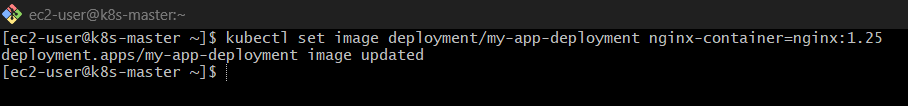 ec2-user@k8s-master:~
[ec2-user@k8s-master ~]$ kubectl set image deployment/my-app-deployment nginx-container=nginx:1.25
deployment.apps/my-app-deployment image updated
[ec2-user@k8s-master ~]$